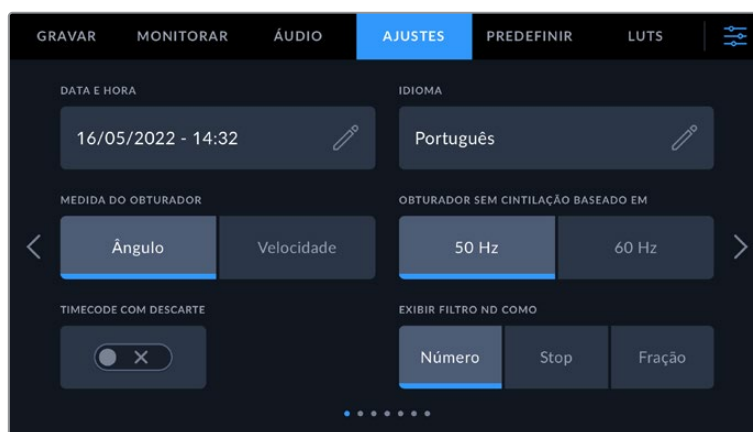 GRAVAR MONITORAR ÁUDIO AJUSTES PREDEFINIR LUTS
DATA E HORA IDIOMA
16/05/2022 - 14:32 Português
MEDIDA DO OBTURADOR OBTURADOR SEM CINTILAÇÃO BASEADO EM
Ângulo Velocidade 50 Hz 60 Hz
TIMECODE COM DESCARTE EXIBIR FILTRO ND COMO
Número Stop Fração